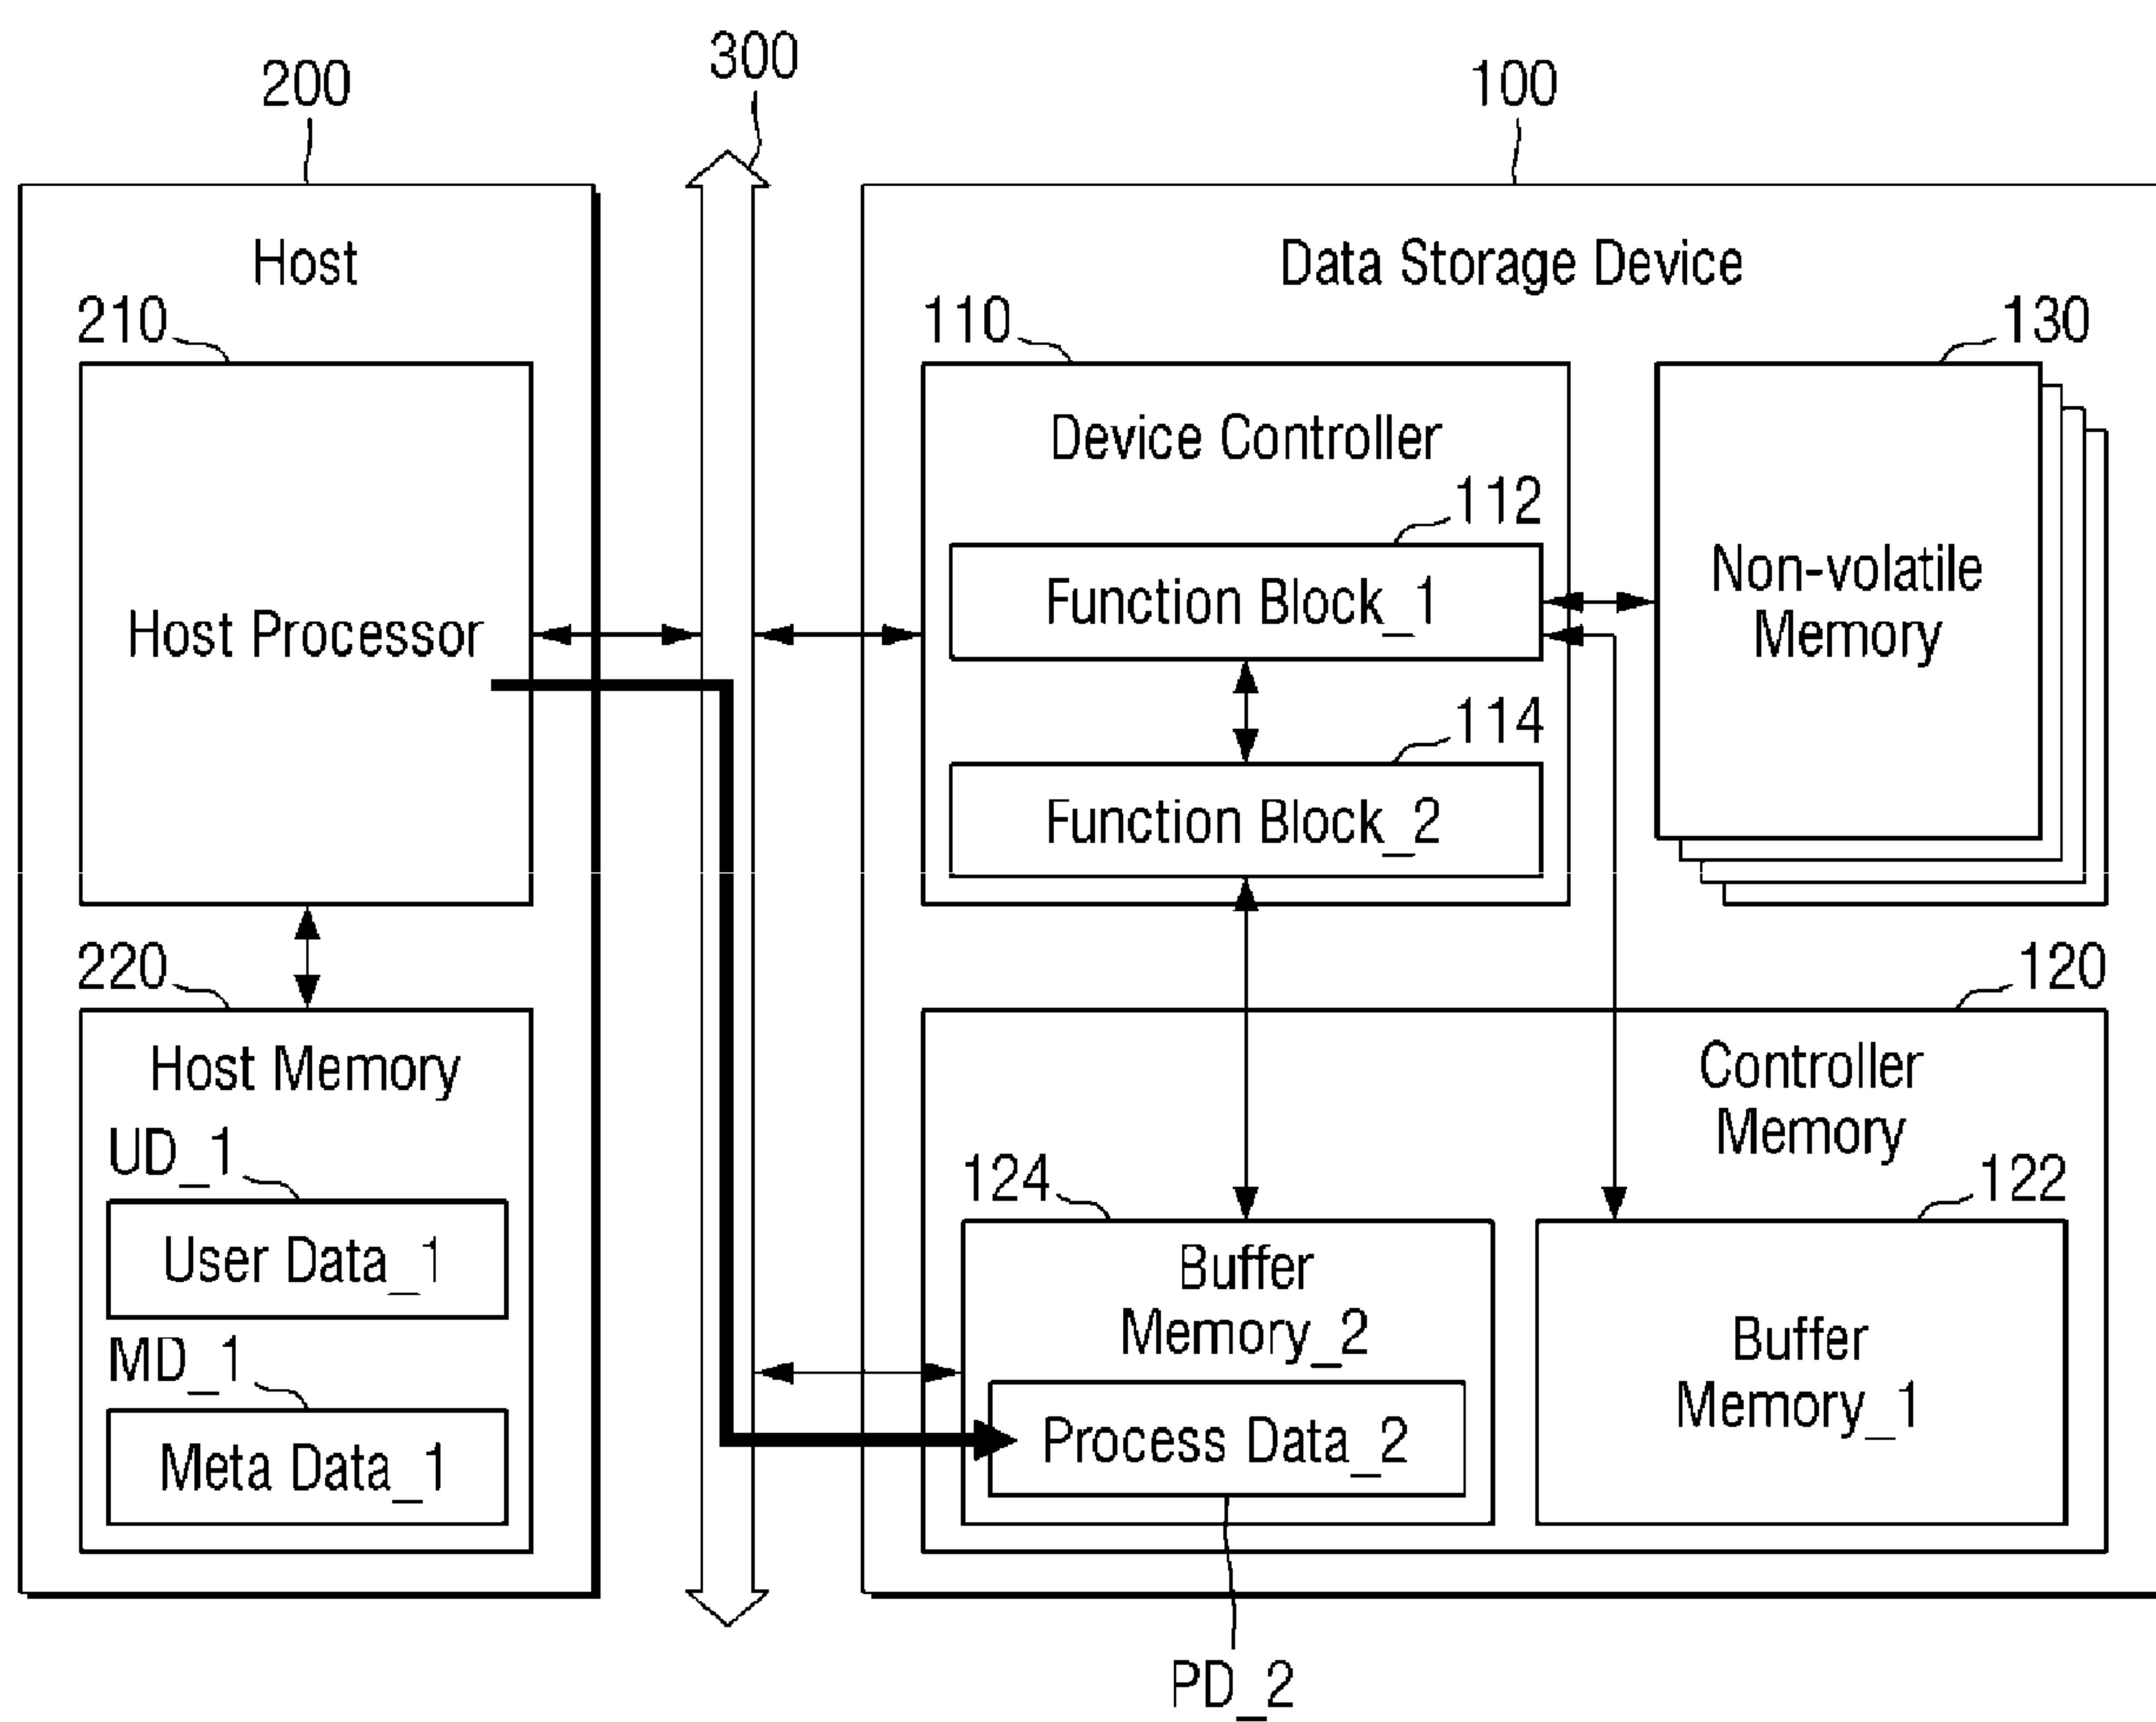 300
200
100
Host
Data Storage Device
210
110
130
Device Controller
112
Function Block_1
Non-volatile
Memory
Host Processor
114
Function Block_2
220
120
Host Memory
Controller
Memory
UD_1
124
122
User Data_1
Buffer
Memory_2
Buffer
Memory_1
MD_1
Meta Data_1
Process Data_2
PD_2